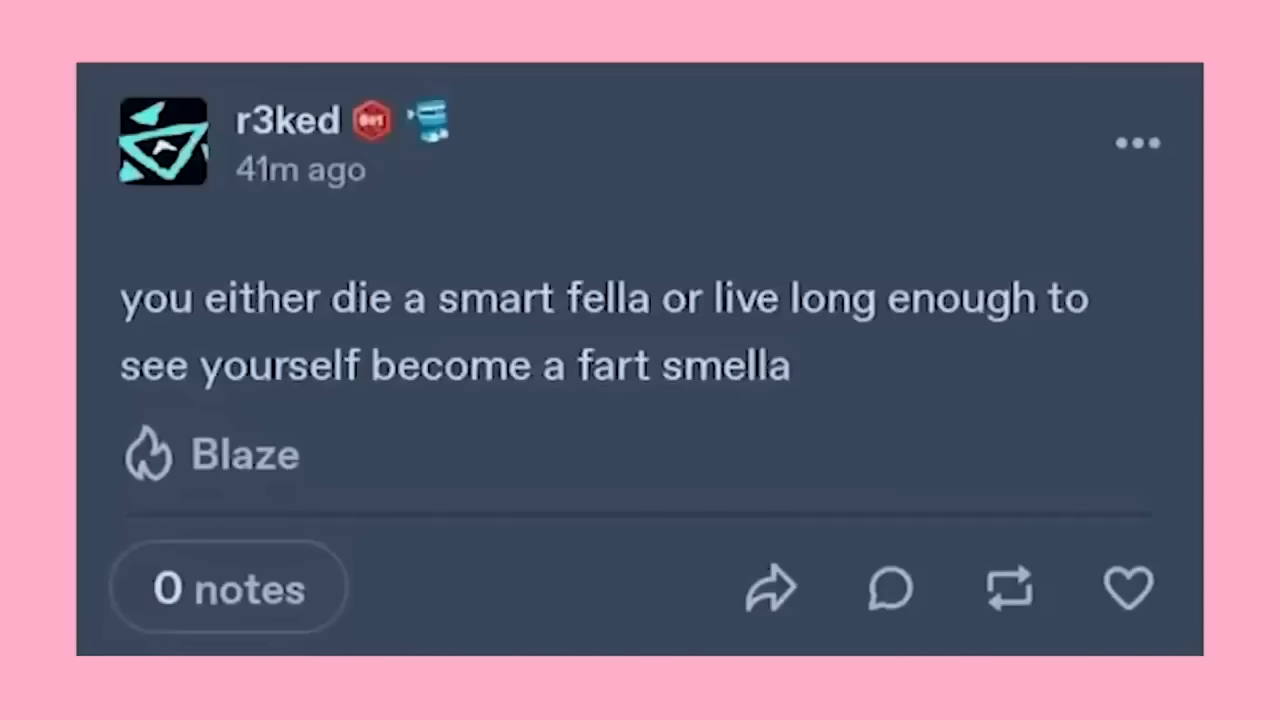 r3ked
41m ago
you either die a smart fella or live long enough to
see yourself become a fart smella
Blaze
0 notes